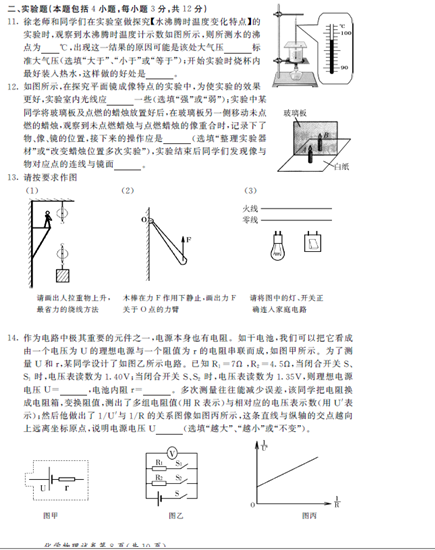 二、实验题(本题包括4小题,每小题3分,共12分)
11. 徐老师和同学们在实验室做探究【水沸腾时温度变化特点】的
实验时,观察到水沸腾时温度计示数如图所示,则所测水的沸
点为____℃,出现这一结果的原因可能是该处大气压____标
准大气压(选填“大于”、“小于”或“等于”);开始实验时烧杯内
最好装入热水,这样做的好处是____。
℃
100
90
12. 如图所示,在探究平面镜成像特点的实验中,为使实验的效果
更好,实验室内光线应____一些(选填“强”或“弱”);实验中某
同学将玻璃板及点燃的蜡烛放置好后,在玻璃板另一侧移动未点
燃的蜡烛,观察到未点燃蜡烛与点燃蜡烛的像重合时,记录下了
物、像、镜的位置,接下来的操作应是____(选填“整理实验器
材”或“改变蜡烛位置多次实验”),实验结束后同学们发现像与
物对应点的连线与镜面____。
玻璃板
白纸
13. 请按要求作图
(1)
(2)
(3)
O
F
火线
零线
请画出人拉重物上升,
最省力的绕线方法
木棒在力F作用下静止,画出力F
关于O点的力臂
请将图中的灯、开关正
确连入家庭电路
14. 作为电路中极其重要的元件之一,电源本身也有电阻。如干电池,我们可以把它看成
由一个电压为U的理想电源与一个阻值为r的电阻串联而成,如图甲所示。为了测
量U和r,某同学设计了如图乙所示电路。已知R₁=7Ω,R₂=4.5Ω,当闭合开关S、
S₁时,电压表读数为1.40V;当闭合开关S、S₂时,电压表读数为1.35V,则理想电源
电压U=____,电池内阻r=____。多次测量往往能减少误差,该同学把电阻换
成电阻箱,变换阻值,测出了多组电阻值(用R表示)与相对应的电压表示数(用U'表
示);然后他做出了1/U'与1/R的关系图像如图丙所示,这条直线与纵轴的交点越向
上远离坐标原点,说明电源电压U____(选填“越大”、“越小”或“不变”)。
U
r
V
R₁
S₁
R₂
S₂
S
1/U'
O
1/R
图甲
图乙
图丙